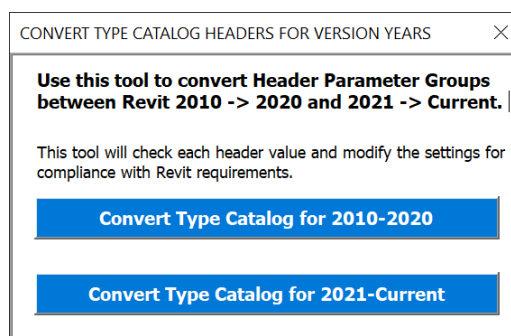 CONVERT TYPE CATALOG HEADERS FOR VERSION YEARS
Use this tool to convert Header Parameter Groups
between Revit 2010 -> 2020 and 2021 -> Current.
This tool will check each header value and modify the settings for
compliance with Revit requirements.
Convert Type Catalog for 2010-2020
Convert Type Catalog for 2021-Current